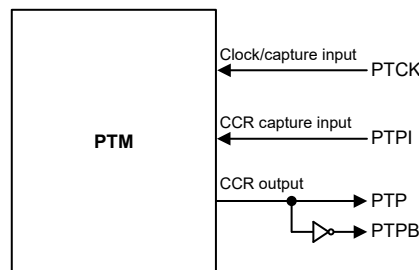 Clock/capture input
PTCK
CCR capture input
PTM
PTPI
CCR output
PTP
PTPB